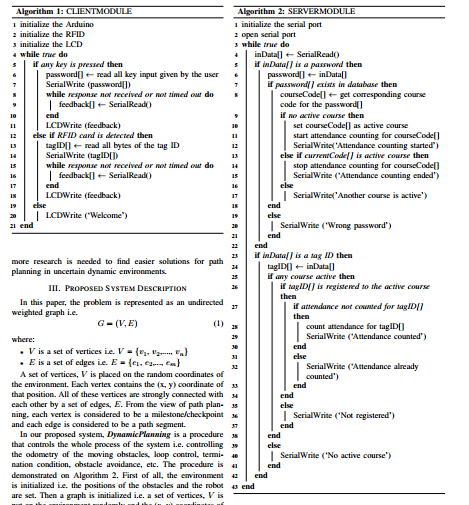 Algorithm 1: CLIENTMODULE
1 initialize the Arduino
2 initialize the RFID
3 initialize the LCD
4 while true do
5 if any key is pressed then
6 password[] ← read all key input given by the user
7 SerialWrite (password[])
8 while response not received or not timed out do
9 feedback[] ← SerialRead()
10 end
11 LCDWrite (feedback)
12 else if RFID card is detected then
13 tagID[] ← read all bytes of the tag ID
14 SerialWrite (tagID[])
15 while response not received or not timed out do
16 feedback[] ← SerialRead()
17 end
18 LCDWrite (feedback)
19 else
20 LCDWrite ('Welcome')
21 end
more research is needed to find easier solutions for path
planning in uncertain dynamic environments.
III. PROPOSED SYSTEM DESCRIPTION
In this paper, the problem is represented as an undirected
weighted graph i.e.
G = (V, E) (1)
where:
• V is a set of vertices i.e. V = {v1, v2,...., vn}
• E is a set of edges i.e. E = {e1, e2,..., em}
A set of vertices, V is placed on the random coordinates of
the environment. Each vertex contains the (x, y) coordinate of
that position. All of these vertices are strongly connected with
each other by a set of edges, E. From the view of path plan-
ning, each vertex is considered to be a milestone/checkpoint
and each edge is considered to be a path segment.
In our proposed system, DynamicPlanning is a procedure
that controls the whole process of the system i.e. controlling
the odometry of the moving obstacles, loop control, termi-
nation condition, obstacle avoidance, etc. The procedure is
demonstrated on Algorithm 2. First of all, the environment
is initialized i.e. the positions of the obstacles and the robot
are set. Then a graph is initialized i.e. a set of vertices, V is
Algorithm 2: SERVERMODULE
1 initialize the serial port
2 open serial port
3 while true do
4 inData[] ← SerialRead()
5 if inData[] is a password then
6 password[] ← inData[]
7 if password[] exists in database then
8 courseCode[] ← get corresponding course
code for the password[]
9 if no active course then
10 set courseCode[] as active course
11 start attendance counting for courseCode[]
12 SerialWrite('Attendance counting started')
13 else if currentCode[] is active course then
14 stop attendance counting for courseCode[]
15 SerialWrite('Attendance counting ended')
16 else
17 SerialWrite('Another course is active')
18 end
19 else
20 SerialWrite ('Wrong password')
21 end
22 end
23 if inData[] is a tag ID then
24 tagID[] ← inData[]
25 if any course active then
26 if tagID[] is registered to the active course
then
27 if attendance not counted for tagID[]
then
28 count attendance for tagID[]
29 SerialWrite ('Attendance counted')
30 end
31 else
32 SerialWrite ('Attendance already
counted')
33 end
34 end
35 else
36 SerialWrite ('Not registered')
37 end
38 end
39 else
40 SerialWrite ('No active course')
41 end
42 end
43 end